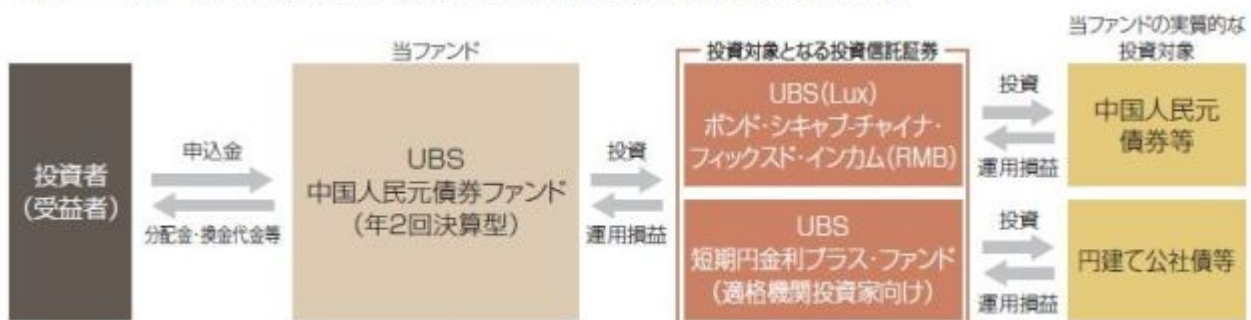 当ファンド
投資対象となる投資信託証券
当ファンドの実質的な
投資対象
投資者
(受益者)
申込金
分配金・換金代金等
UBS
中国人民元債券ファンド
(年2回決算型)
投資
運用損益
UBS(Lux)
ボンド・シキャブ-チャイナ・
フィックスド・インカム(RMB)
投資
運用損益
中国人民元
債券等
UBS
短期円金利プラス・ファンド
(適格機関投資家向け)
投資
運用損益
円建て公社債等